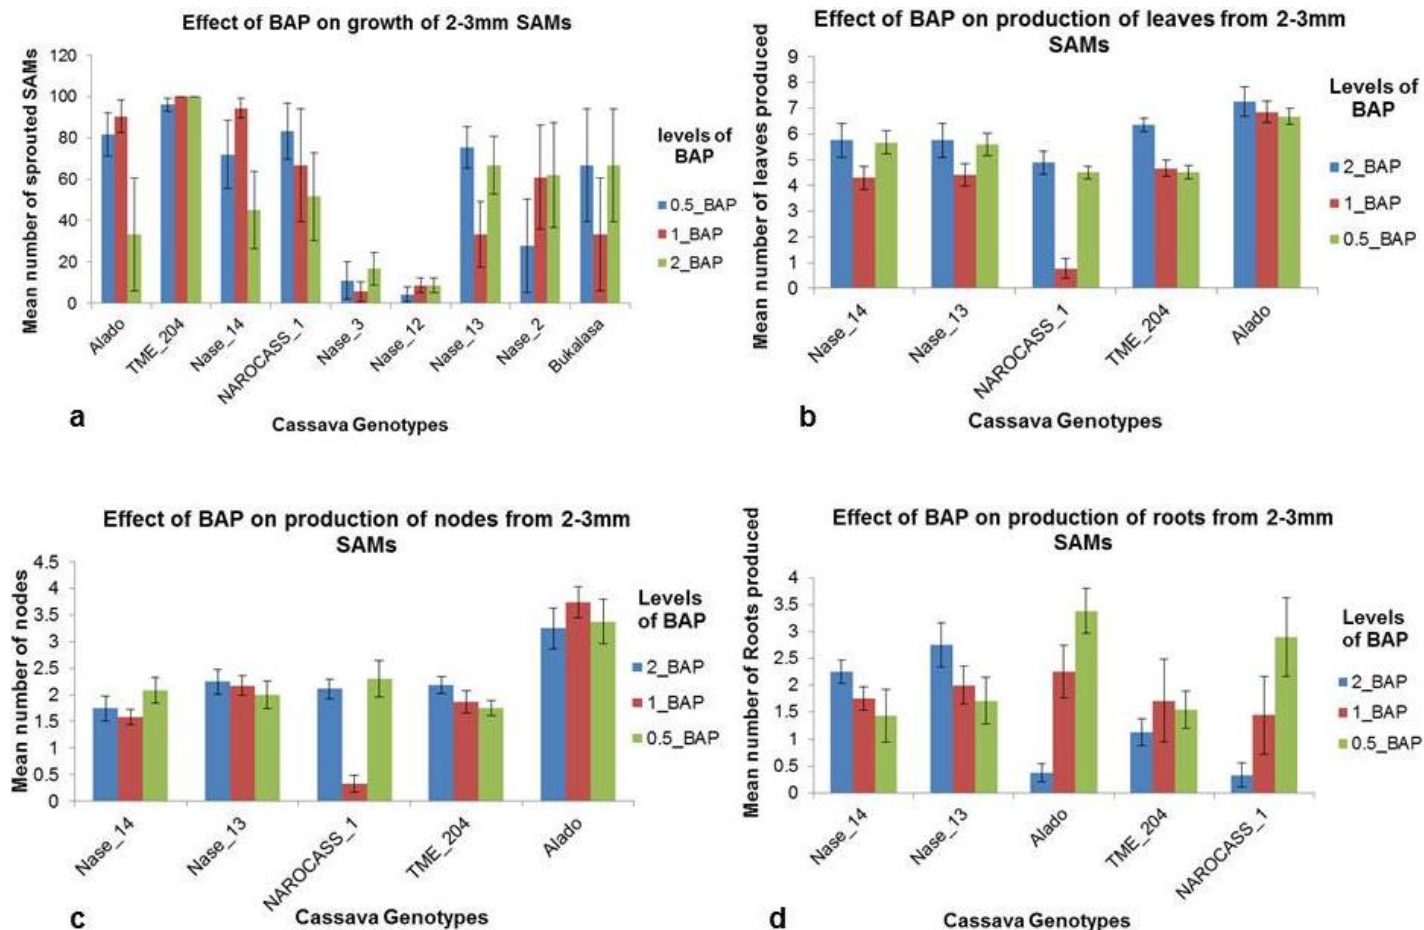 Effect of BAP on growth of 2-3mm SAMs
Mean number of sprouted SAMs
120
100
80
60
40
20
0
Alado
TME_204
Nase_14
NAROCASS_1
Nase_3
Nase_12
Nase_13
Nase_2
Bukalasa
levels of
BAP
0.5_BAP
1_BAP
2_BAP
a
Cassava Genotypes
Effect of BAP on production of leaves from 2-3mm
SAMs
Mean number of leaves produced
9
8
7
6
5
4
3
2
1
0
Nase_14
Nase_13
NAROCASS_1
TME_204
Alado
Levels of
BAP
2_BAP
1_BAP
0.5_BAP
b
Cassava Genotypes
Effect of BAP on production of nodes from 2-3mm
SAMs
Mean number of nodes
4.5
4
3.5
3
2.5
2
1.5
1
0.5
0
Nase_14
Nase_13
NAROCASS_1
TME_204
Alado
Levels
of BAP
2_BAP
1_BAP
0.5_BAP
c
Cassava Genotypes
Effect of BAP on production of roots from 2-3mm
SAMs
Mean number of Roots produced
4
3.5
3
2.5
2
1.5
1
0.5
0
Nase_14
Nase_13
Alado
TME_204
NAROCASS_1
Levels
of BAP
2_BAP
1_BAP
0.5_BAP
d
Cassava Genotypes